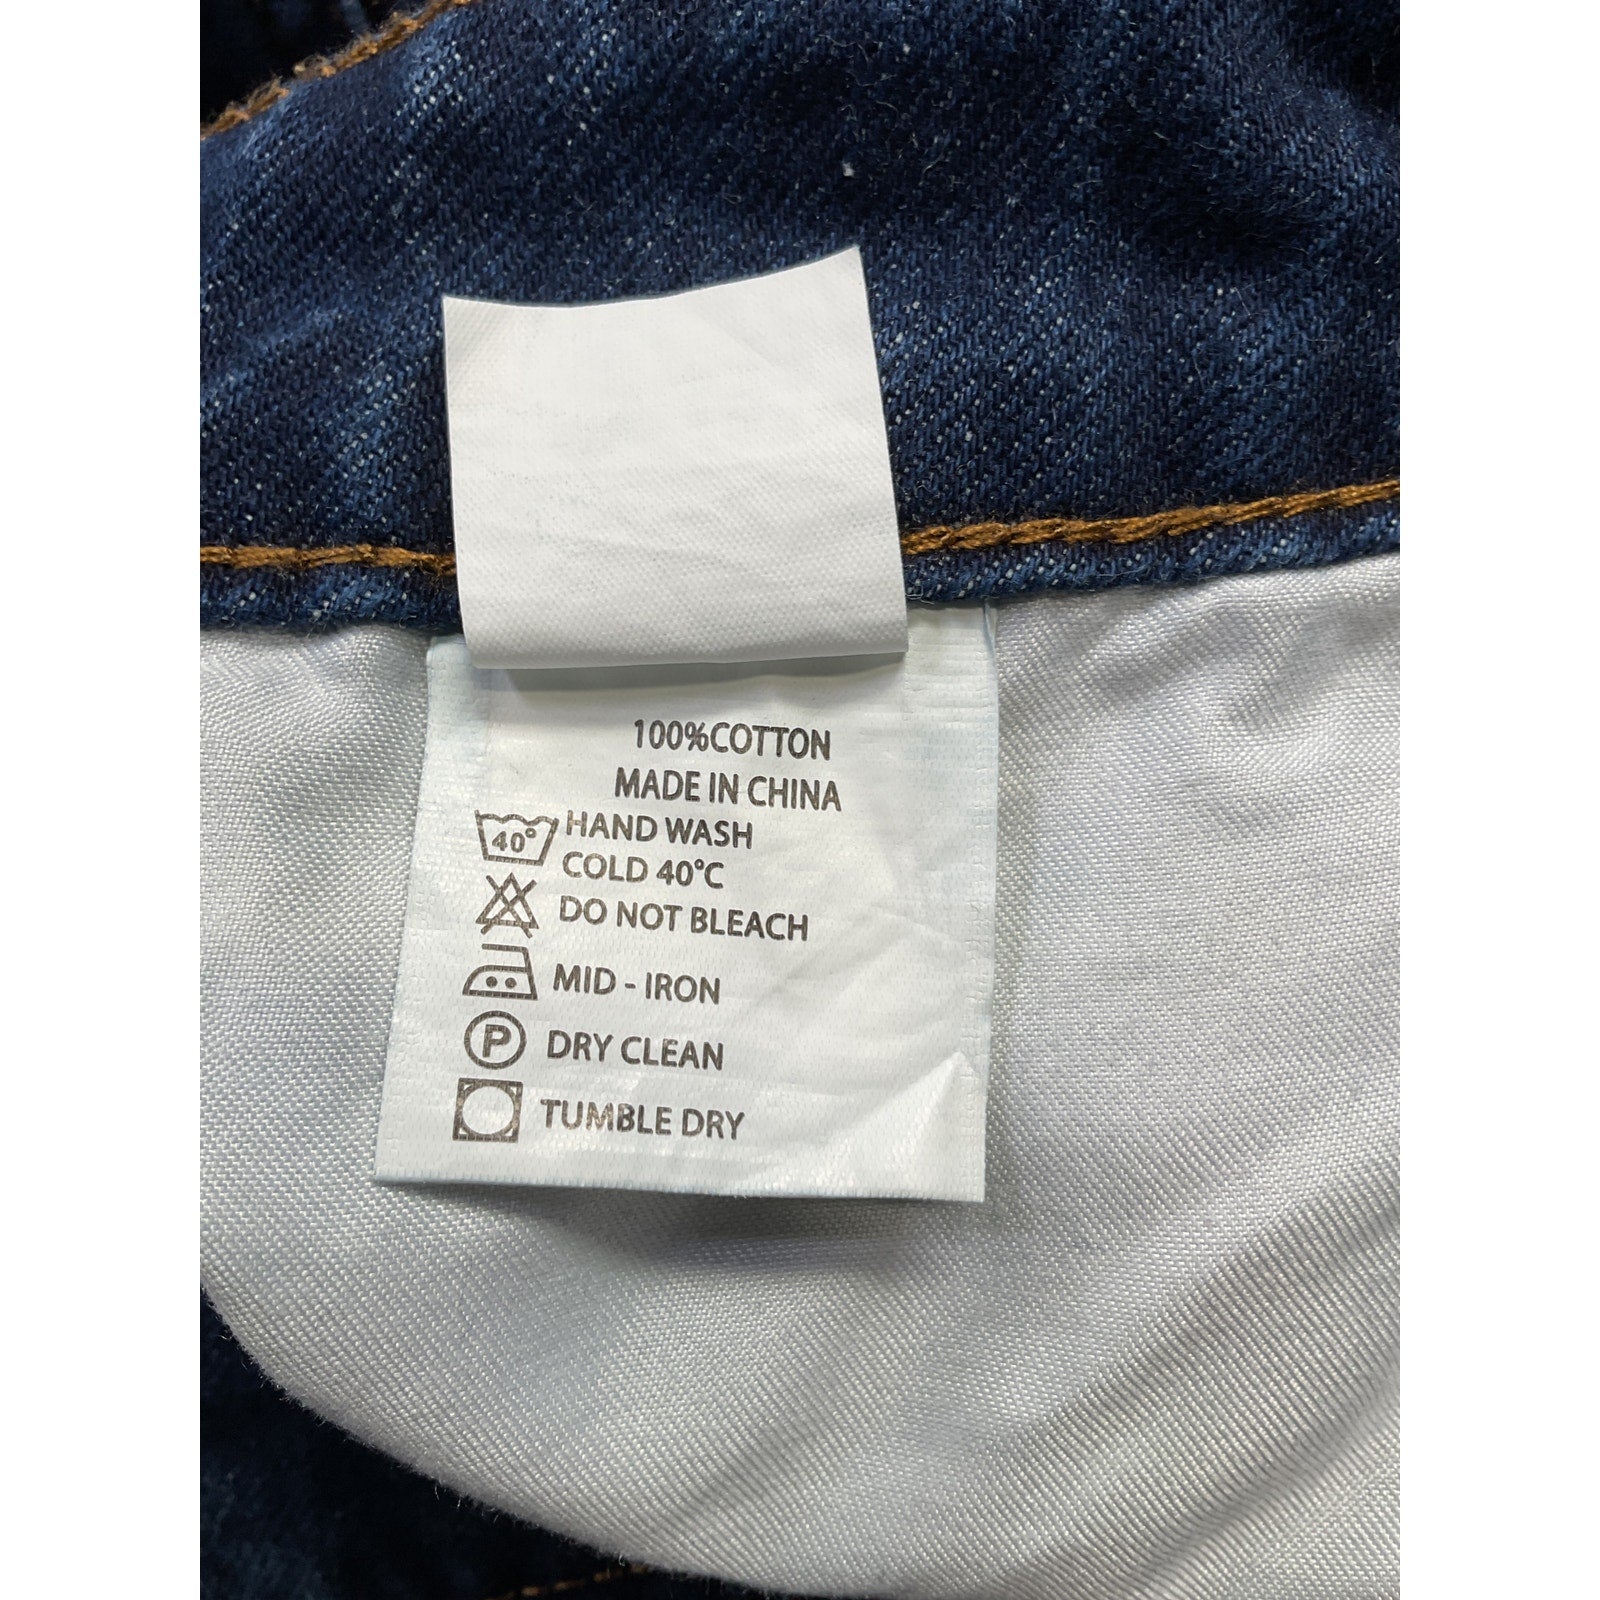 100%COTTON
MADE IN CHINA
40° HAND WASH
COLD 40°C
DO NOT BLEACH
MID - IRON
P DRY CLEAN
TUMBLE DRY